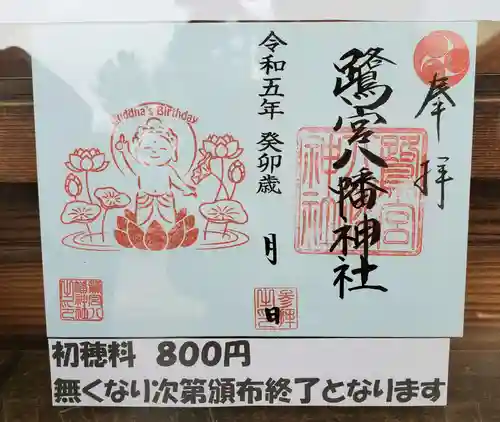 奉拝
鷺宮八幡神社
令和五年 癸卯歳
月
日
Buddha's Birthday
初穂料 800円
無くなり次第頒布終了となります